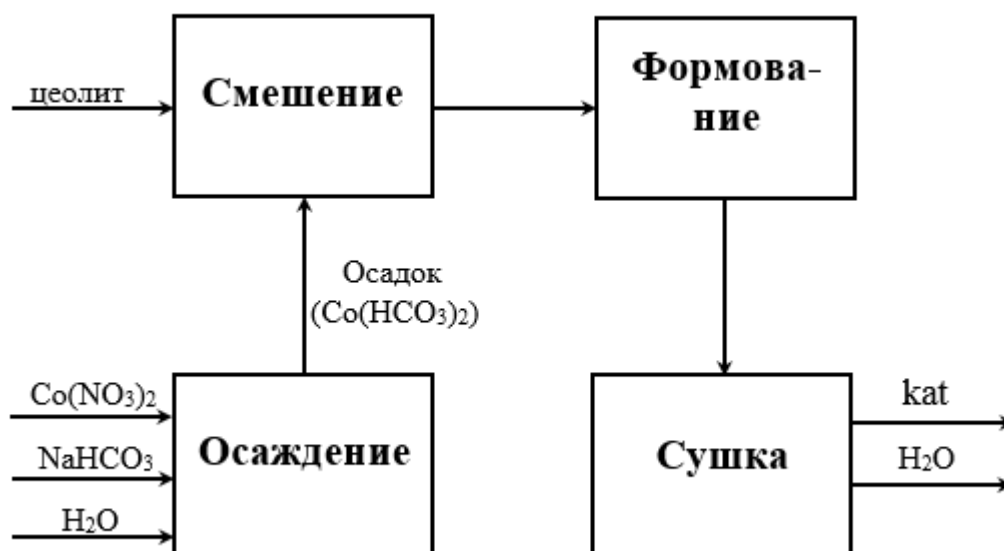 цеолит
Смешение
Формова-
ние
Осадок
(Co(HCO₃)₂)
Co(NO₃)₂
NaHCO₃
H₂O
Осаждение
Сушка
kat
H₂O